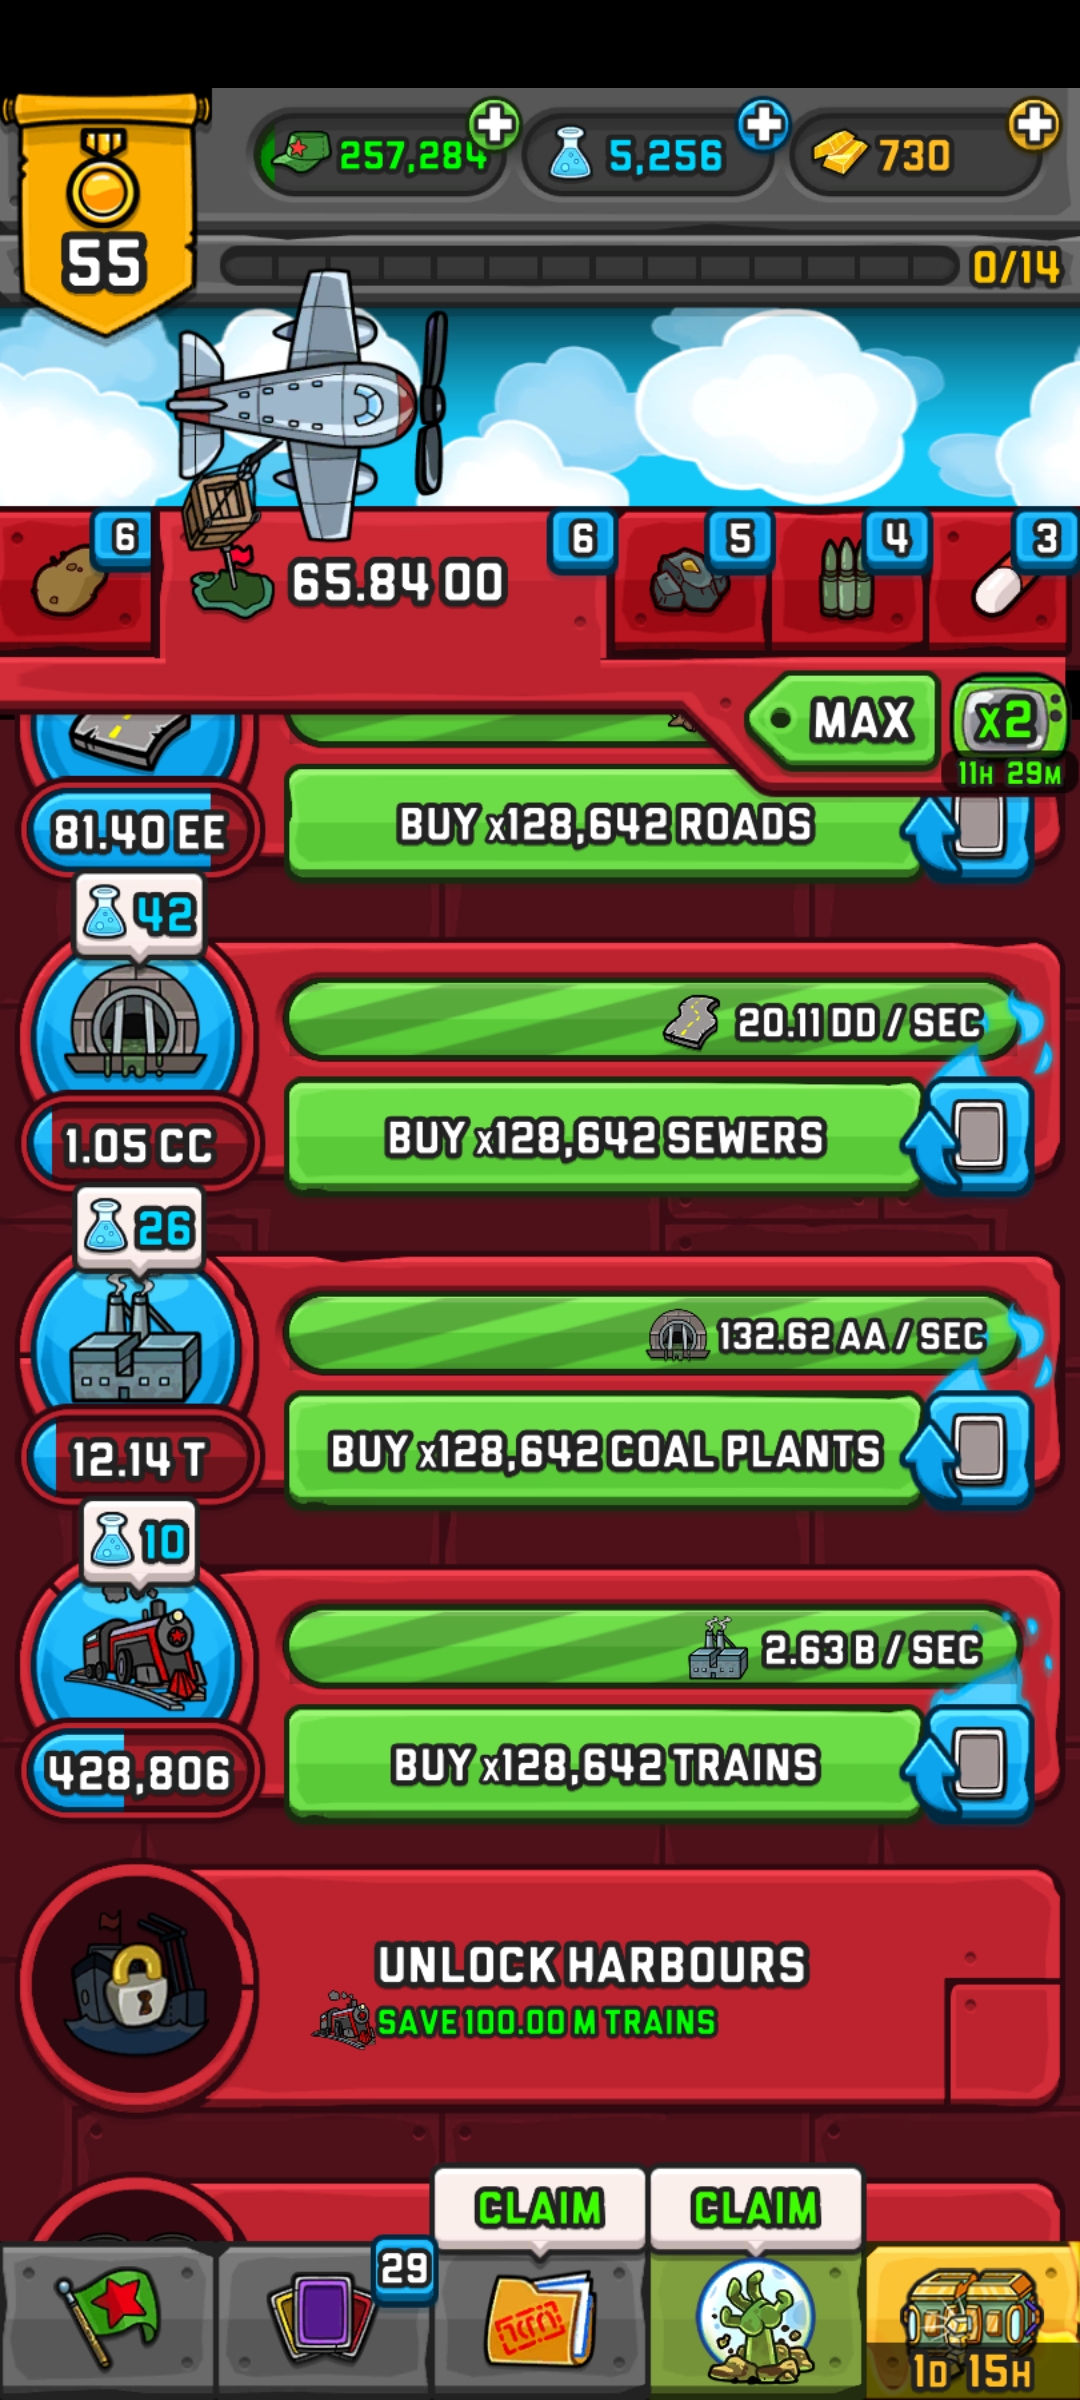 55
257,284
5,256
730
0/14
6
65.84 OO
6
5
4
3
MAX
x2
11H 29M
81.40 EE
BUY x128,642 ROADS
42
20.11 DD / SEC
1.05 CC
BUY x128,642 SEWERS
26
132.62 AA / SEC
12.14 T
BUY x128,642 COAL PLANTS
10
2.63 B / SEC
428,806
BUY x128,642 TRAINS
UNLOCK HARBOURS
SAVE 100.00 M TRAINS
CLAIM
CLAIM
29
1D 15H